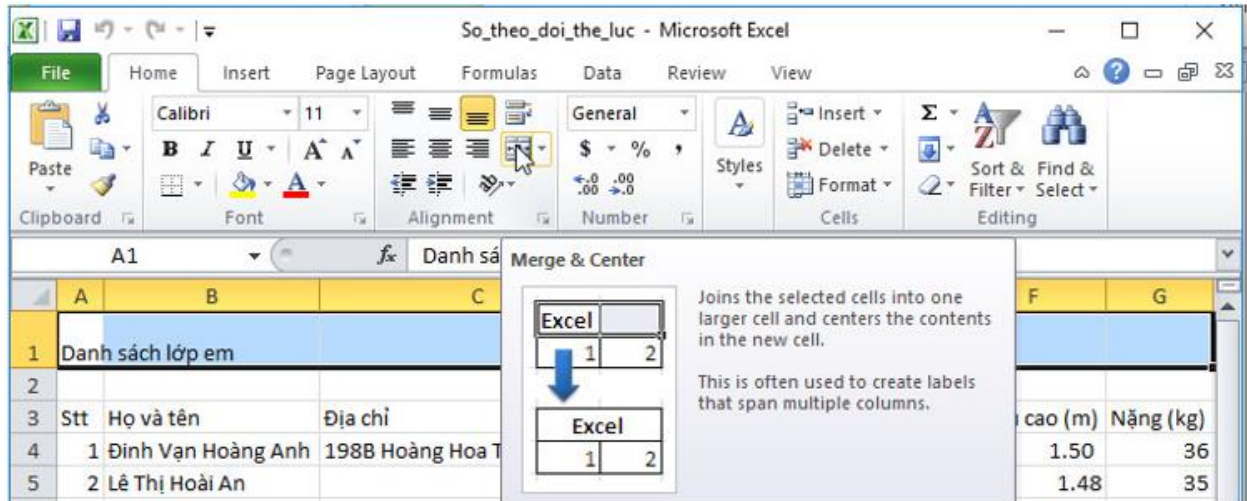 So_theo_doi_the_luc - Microsoft Excel
File Home Insert Page Layout Formulas Data Review View
Calibri 11 General Insert Σ
Paste B I U A A $ % , Styles Delete Sort & Find &
A .0 .00 .00 .0 Format Filter Select
Clipboard Font Alignment Number Cells Editing
A1 fx Danh sá
Merge & Center
Excel
1 2
Excel
1 2
Joins the selected cells into one
larger cell and centers the contents
in the new cell.
This is often used to create labels
that span multiple columns.
A B C F G
1 Danh sách lớp em
2
3 Stt Họ và tên Địa chỉ cao (m) Nặng (kg)
4 1 Đinh Vạn Hoàng Anh 198B Hoàng Hoa T 1.50 36
5 2 Lê Thị Hoài An 1.48 35